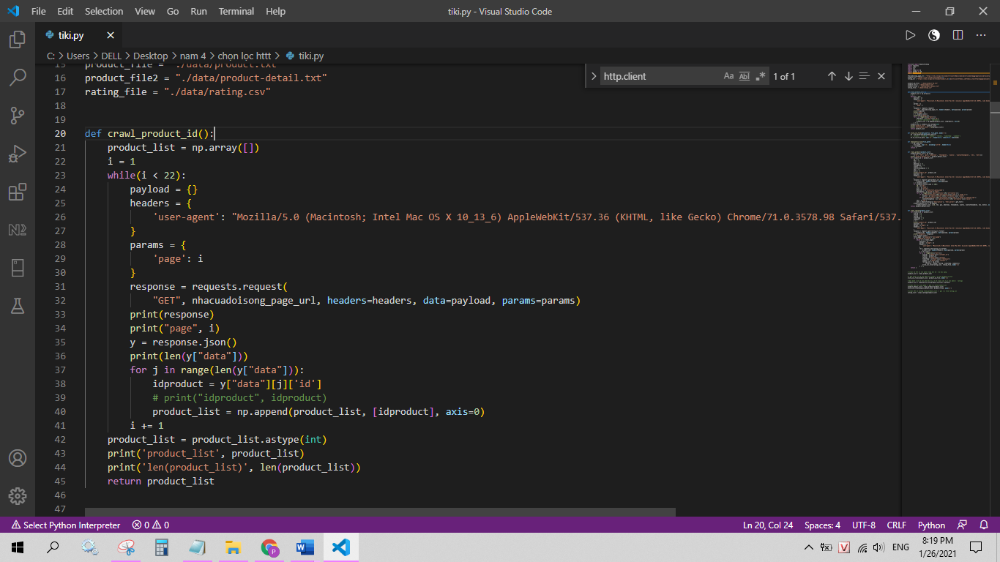 File Edit Selection View Go Run Terminal Help tiki.py - Visual Studio Code
tiki.py
C: > Users > DELL > Desktop > nam 4 > chọn lọc httt > tiki.py
http.client Aa Abl .* 1 of 1
15 product_file = "./data/product.txt"
16 product_file2 = "./data/product-detail.txt"
17 rating_file = "./data/rating.csv"
18
19
20 def crawl_product_id():
21 product_list = np.array([])
22 i = 1
23 while(i < 22):
24 payload = {}
25 headers = {
26 'user-agent': "Mozilla/5.0 (Macintosh; Intel Mac OS X 10_13_6) AppleWebKit/537.36 (KHTML, like Gecko) Chrome/71.0.3578.98 Safari/537.
27 }
28 params = {
29 'page': i
30 }
31 response = requests.request(
32 "GET", nhacuadoisong_page_url, headers=headers, data=payload, params=params)
33 print(response)
34 print("page", i)
35 y = response.json()
36 print(len(y["data"]))
37 for j in range(len(y["data"])):
38 idproduct = y["data"][j]['id']
39 # print("idproduct", idproduct)
40 product_list = np.append(product_list, [idproduct], axis=0)
41 i += 1
42 product_list = product_list.astype(int)
43 print('product_list', product_list)
44 print('len(product_list)', len(product_list))
45 return product_list
46
47
Select Python Interpreter 0 0 Ln 20, Col 24 Spaces: 4 UTF-8 CRLF Python
P W V ENG 8:19 PM
1/26/2021